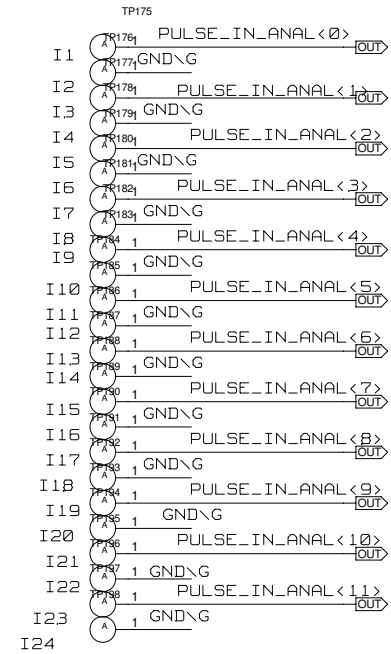 TP175
TP176 1 PULSE_IN_ANAL<0> OUT
A
I1 TP177 1 GND\G
A
I2 TP178 1 PULSE_IN_ANAL<1> OUT
A
I3 TP179 1 GND\G
A
I4 TP180 1 PULSE_IN_ANAL<2> OUT
A
I5 TP181 1 GND\G
A
I6 TP182 1 PULSE_IN_ANAL<3> OUT
A
I7 TP183 1 GND\G
A
I8 TP184 1 PULSE_IN_ANAL<4> OUT
A
I9 TP185 1 GND\G
A
I10 TP186 1 PULSE_IN_ANAL<5> OUT
A
I11 TP187 1 GND\G
A
I12 TP188 1 PULSE_IN_ANAL<6> OUT
A
I13 TP189 1 GND\G
A
I14 TP190 1 PULSE_IN_ANAL<7> OUT
A
I15 TP191 1 GND\G
A
I16 TP192 1 PULSE_IN_ANAL<8> OUT
A
I17 TP193 1 GND\G
A
I18 TP194 1 PULSE_IN_ANAL<9> OUT
A
I19 TP195 1 GND\G
A
I20 TP196 1 PULSE_IN_ANAL<10> OUT
A
I21 TP197 1 GND\G
A
I22 TP198 1 PULSE_IN_ANAL<11> OUT
A
I23 1 GND\G
A
I24